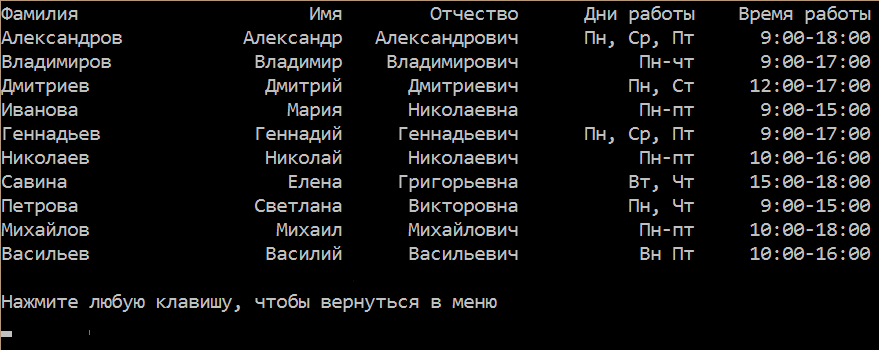 Фамилия Имя Отчество Дни работы Время работы
Александров Александр Александрович Пн, Ср, Пт 9:00-18:00
Владимиров Владимир Владимирович Пн-чт 9:00-17:00
Дмитриев Дмитрий Дмитриевич Пн, Ст 12:00-17:00
Иванова Мария Николаевна Пн-пт 9:00-15:00
Геннадьев Геннадий Геннадьевич Пн, Ср, Пт 9:00-17:00
Николаев Николай Николаевич Пн-пт 10:00-16:00
Савина Елена Григорьевна Вт, Чт 15:00-18:00
Петрова Светлана Викторовна Пн, Чт 9:00-15:00
Михайлов Михаил Михайлович Пн-пт 10:00-18:00
Васильев Василий Васильевич Вн Пт 10:00-16:00
Нажмите любую клавишу, чтобы вернуться в меню